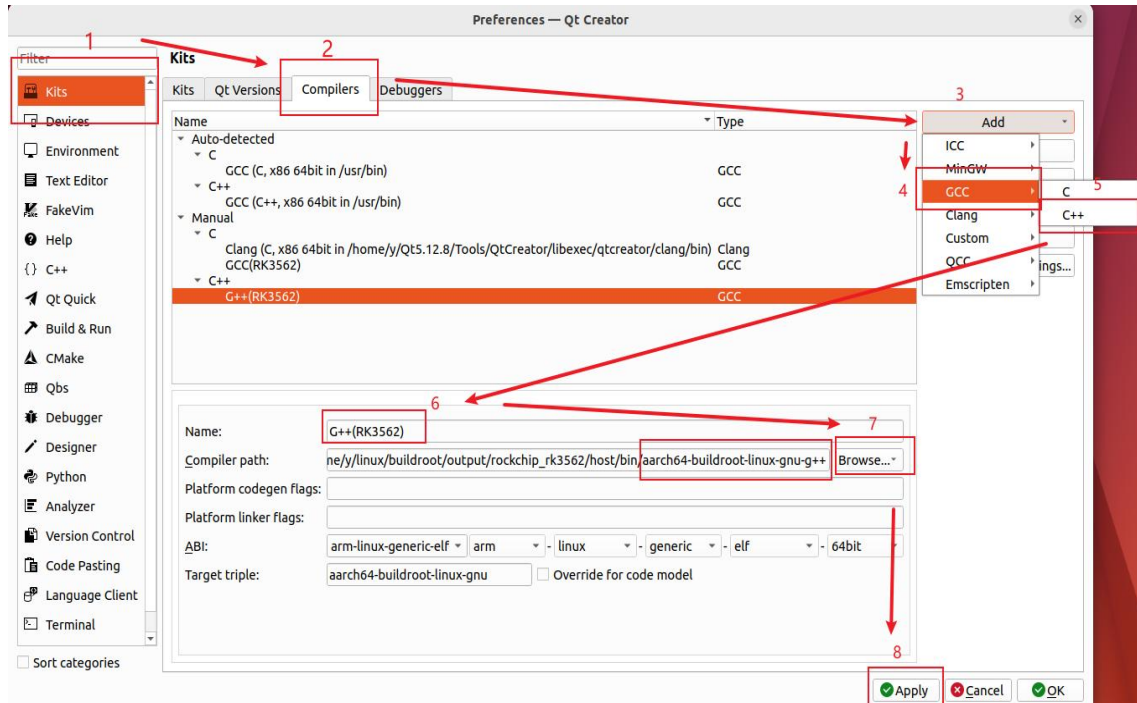 Preferences — Qt Creator
1
2
Filter
Kits
Kits
Devices
Environment
Text Editor
FakeVim
Help
{} C++
Qt Quick
Build & Run
CMake
Qbs
Debugger
Designer
Python
Analyzer
Version Control
Code Pasting
Language Client
Terminal
Sort categories
Kits Qt Versions Compilers Debuggers
Name Type
Auto-detected
C
GCC (C, x86 64bit in /usr/bin) GCC
C++
GCC (C++, x86 64bit in /usr/bin) GCC
Manual
C
Clang (C, x86 64bit in /home/y/Qt5.12.8/Tools/QtCreator/libexec/qtcreator/clang/bin) Clang
GCC(RK3562) GCC
C++
G++(RK3562) GCC
3
Add
ICC
MinGW
4
GCC
5
C
C++
Clang
Custom
QCC
ings...
Emscripten
6
7
Name: G++(RK3562)
Compiler path: ne/y/linux/buildroot/output/rockchip_rk3562/host/bin/aarch64-buildroot-linux-gnu-g++ Browse...
Platform codegen flags:
Platform linker flags:
ABI: arm-linux-generic-elf arm - linux - generic - elf - 64bit
Target triple: aarch64-buildroot-linux-gnu Override for code model
8
Apply Cancel OK